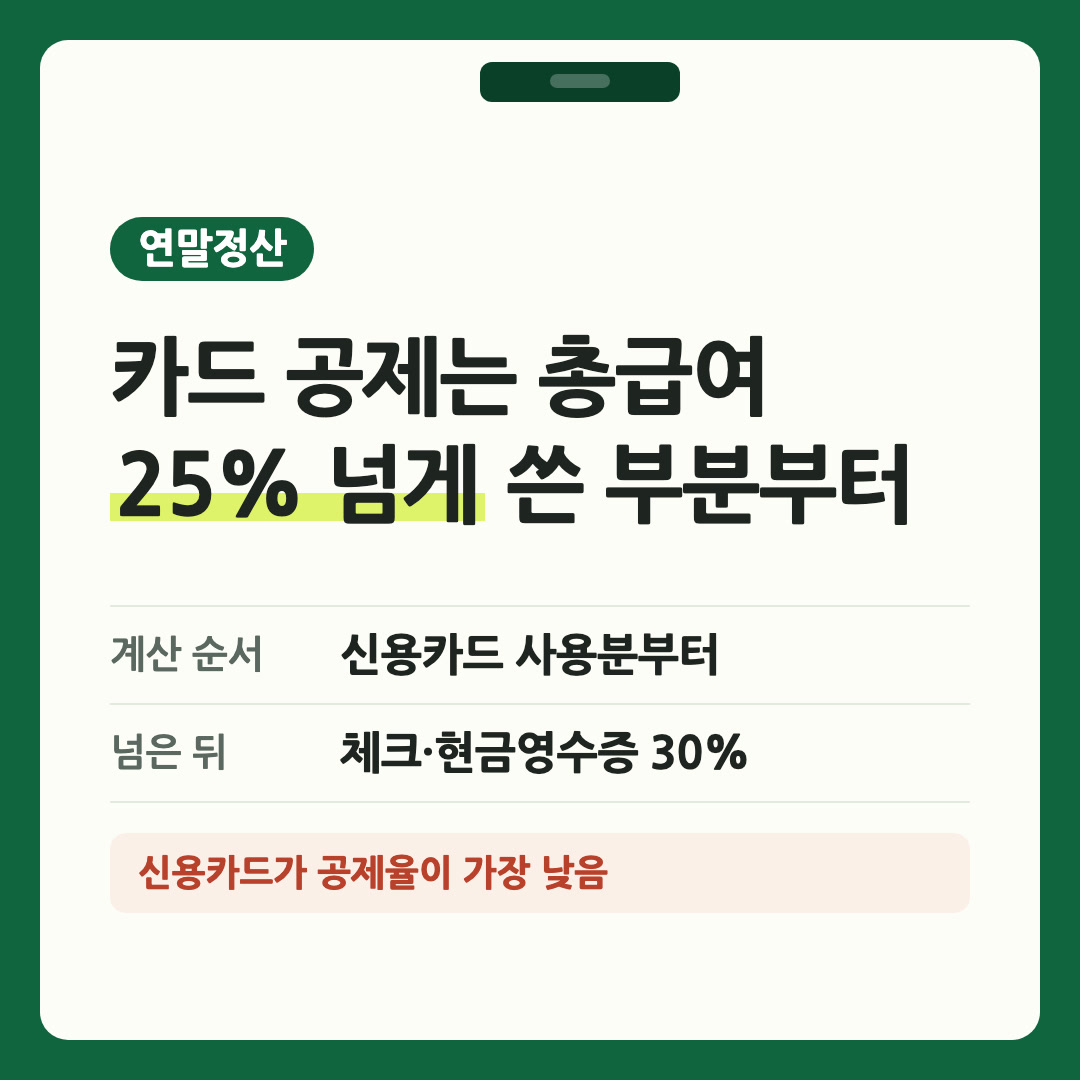 연말정산
카드 공제는 총급여
25% 넘게 쓴 부분부터
계산 순서 신용카드 사용분부터
넘은 뒤 체크·현금영수증 30%
신용카드가 공제율이 가장 낮음